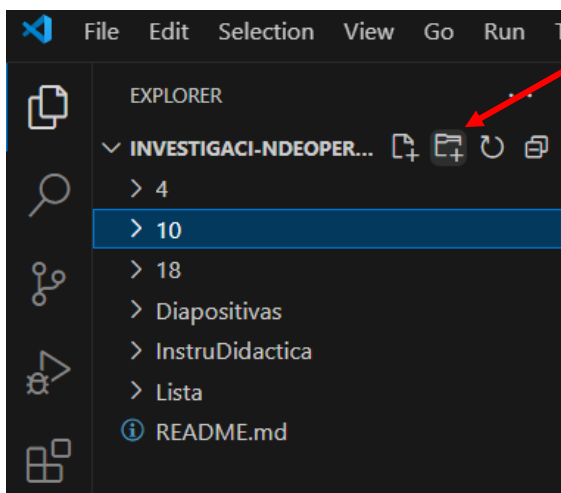 File Edit Selection View Go Run
EXPLORER
INVESTIGACI-NDEOPER...
4
10
18
Diapositivas
InstruDidactica
Lista
README.md